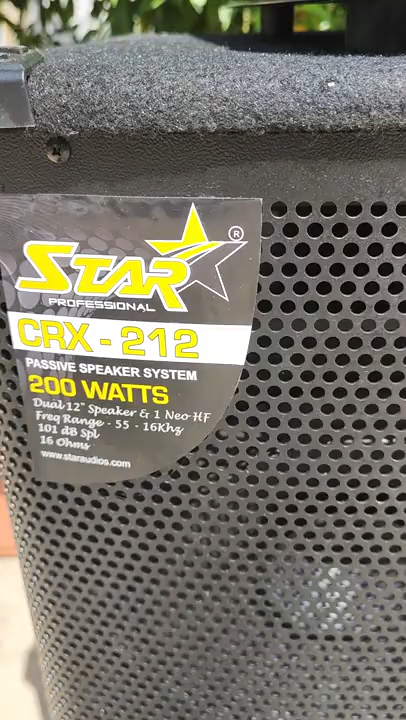 STAR®
PROFESSIONAL
CRX - 212
PASSIVE SPEAKER SYSTEM
200 WATTS
Dual 12" Speaker & 1 Neo HF
Freq Range - 55 - 16Khz
101 dB Spl
16 Ohms
www.staraudios.com